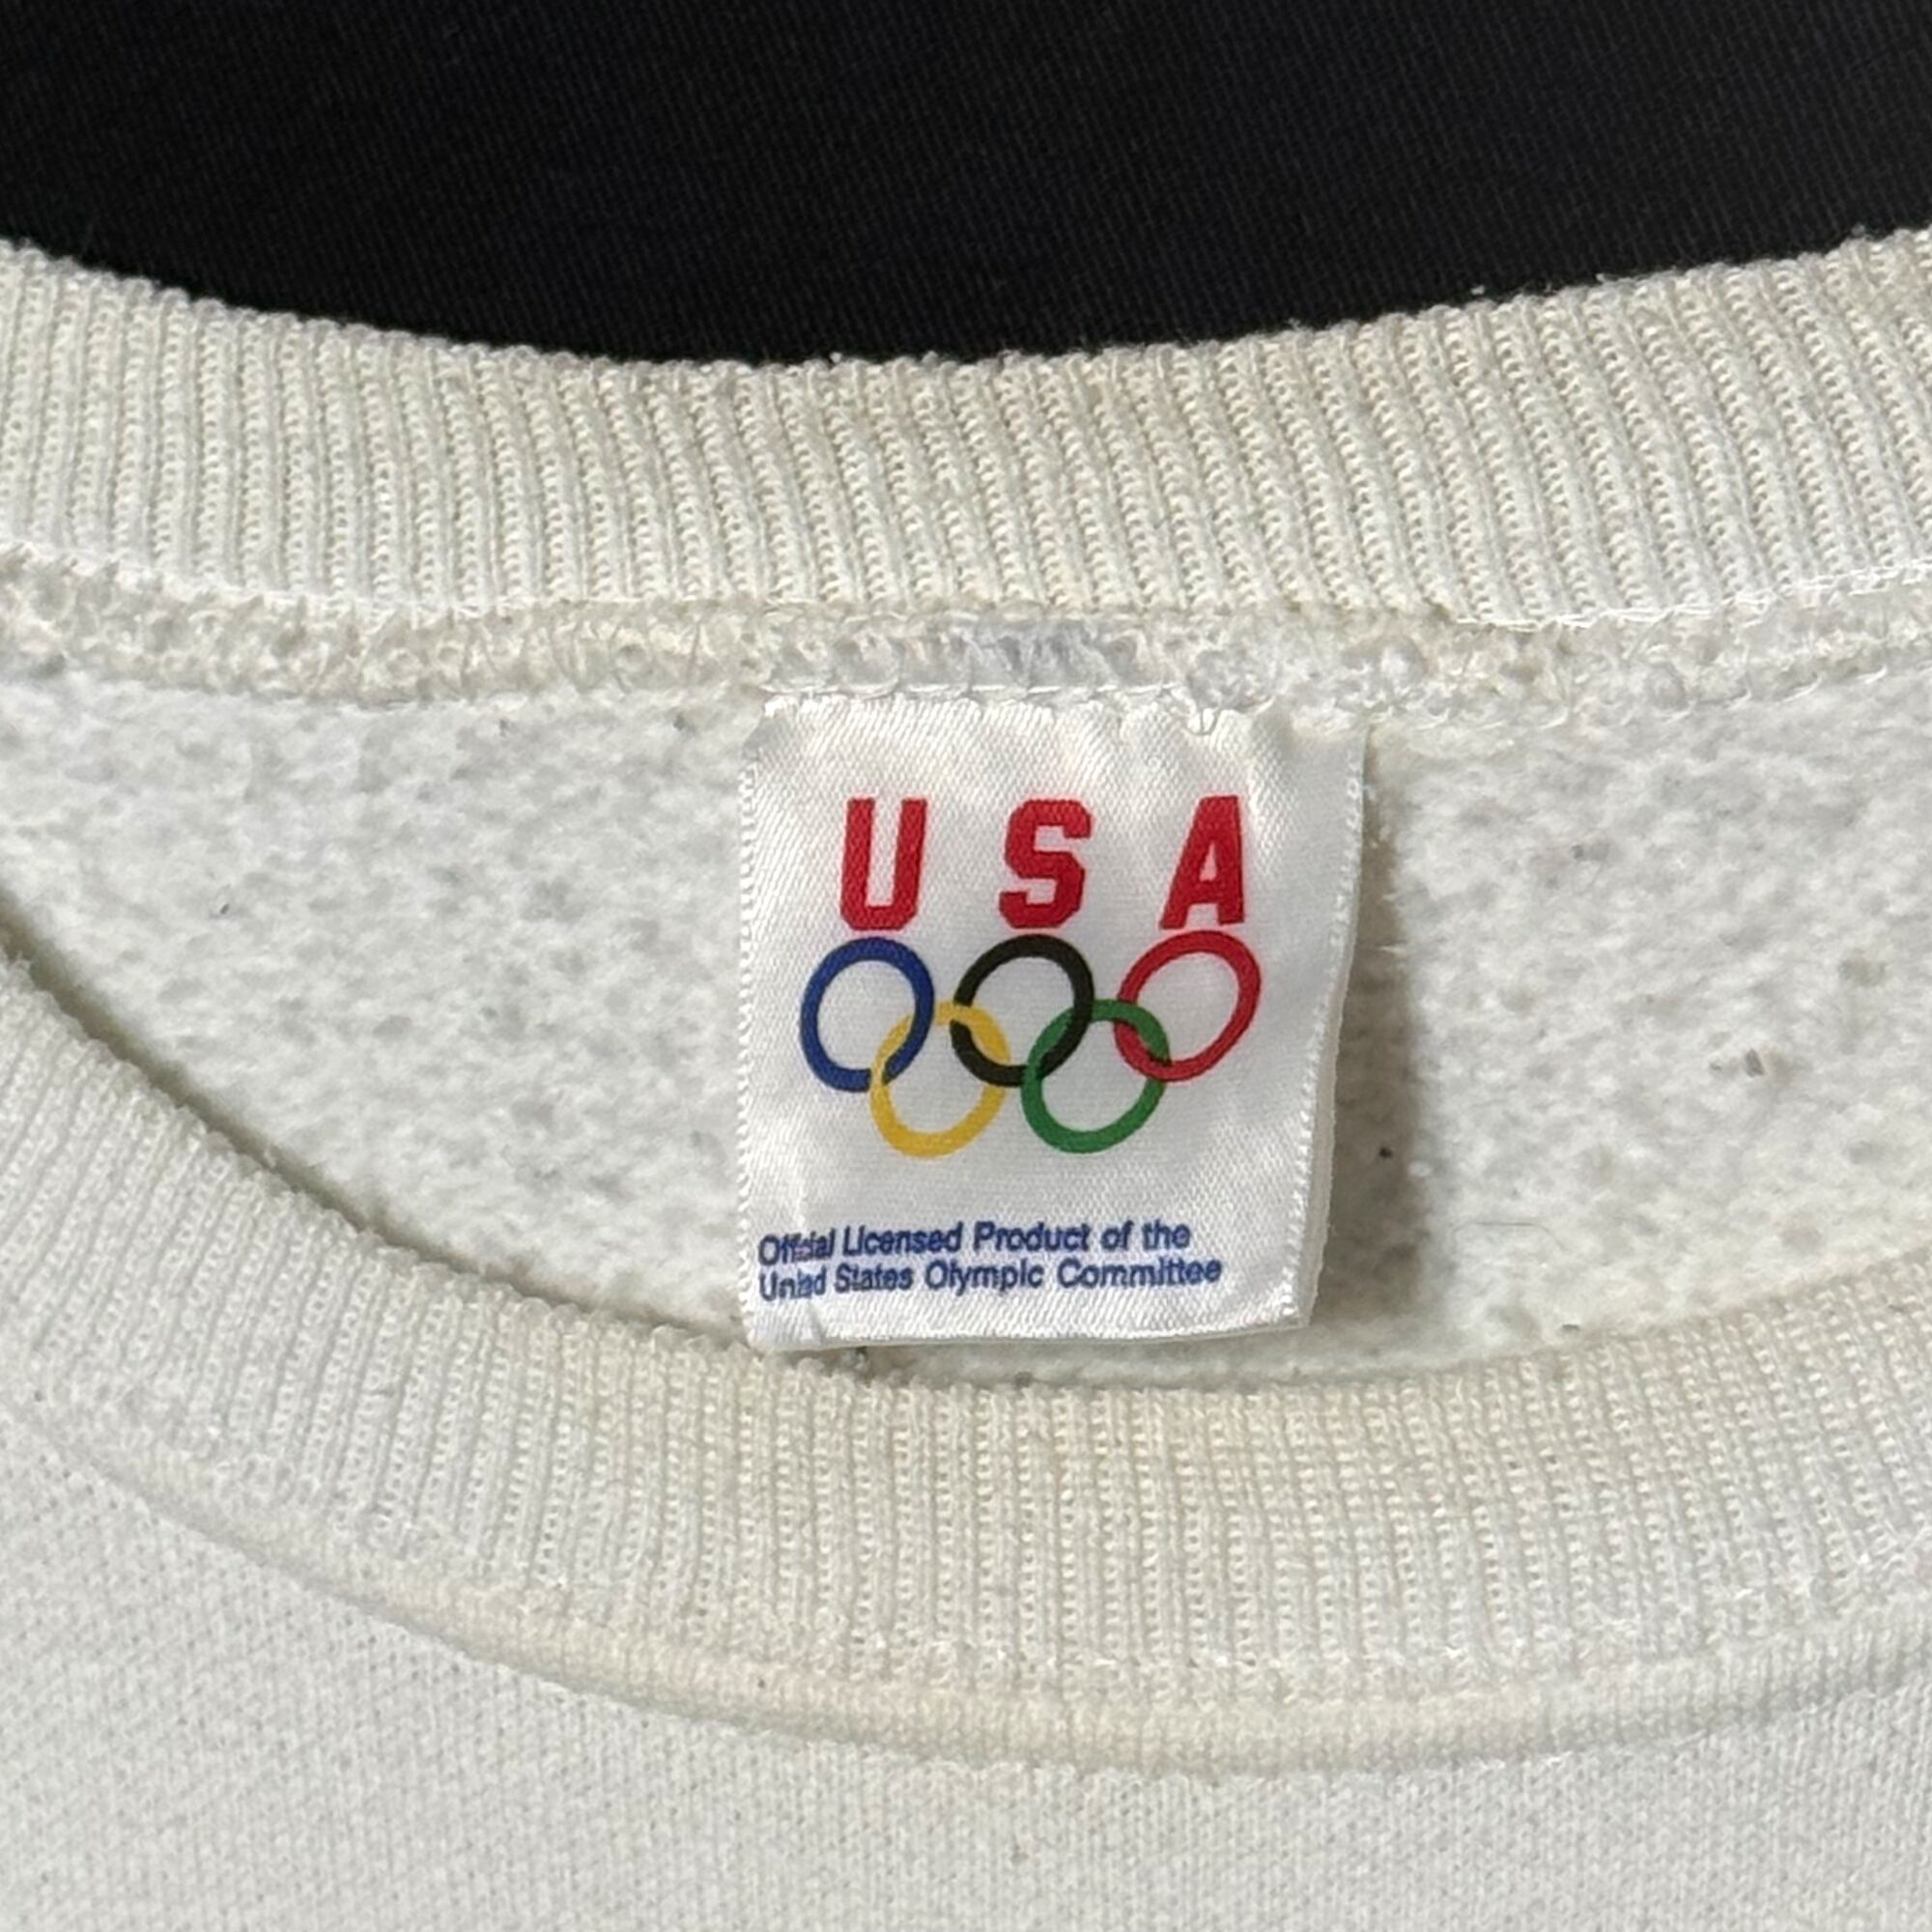 USA
Official Licensed Product of the
United States Olympic Committee